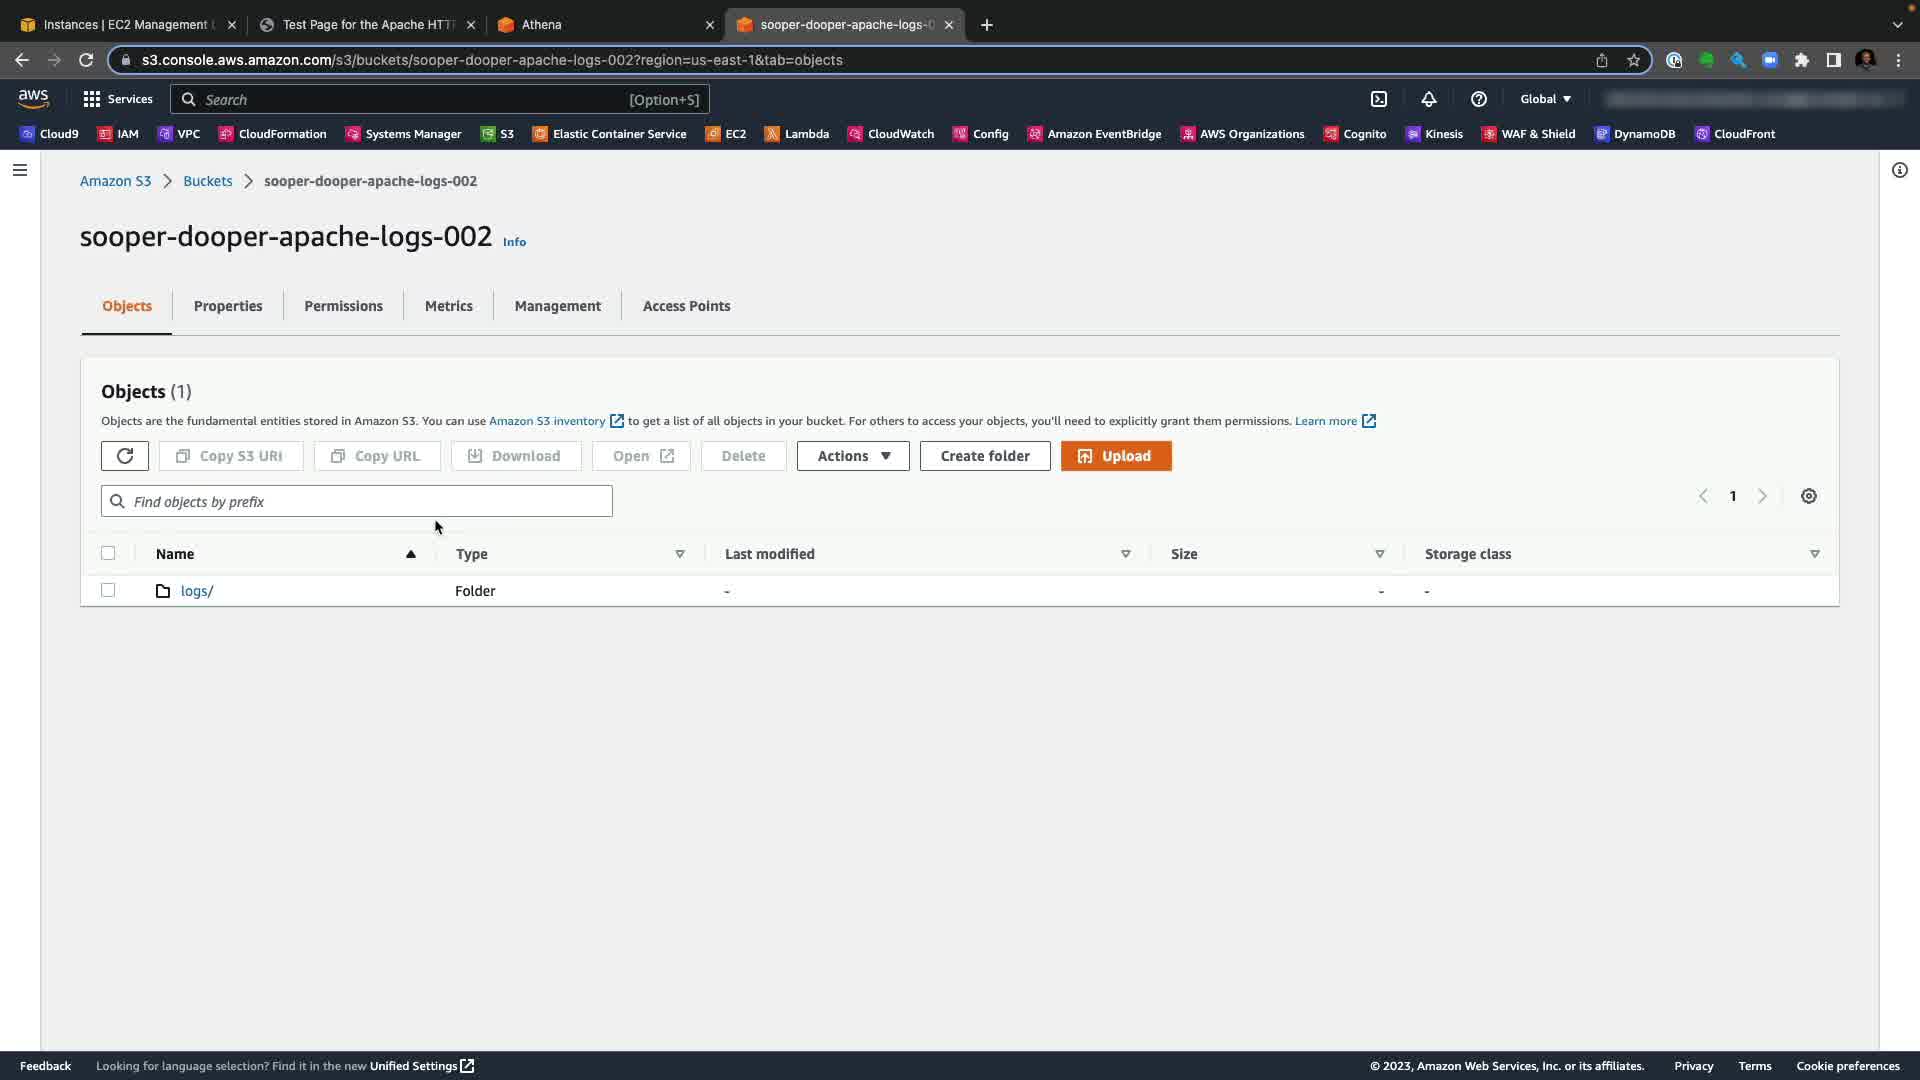 Instances | EC2 Management
Test Page for the Apache HTT
Athena
sooper-dooper-apache-logs-0
s3.console.aws.amazon.com/s3/buckets/sooper-dooper-apache-logs-002?region=us-east-1&tab=objects
aws
Services
Search
[Option+S]
Global
Cloud9
IAM
VPC
CloudFormation
Systems Manager
S3
Elastic Container Service
EC2
Lambda
CloudWatch
Config
Amazon EventBridge
AWS Organizations
Cognito
Kinesis
WAF & Shield
DynamoDB
CloudFront
Amazon S3
Buckets
sooper-dooper-apache-logs-002
sooper-dooper-apache-logs-002 Info
Objects
Properties
Permissions
Metrics
Management
Access Points
Objects (1)
Objects are the fundamental entities stored in Amazon S3. You can use Amazon S3 inventory to get a list of all objects in your bucket. For others to access your objects, you'll need to explicitly grant them permissions. Learn more
Copy S3 URI
Copy URL
Download
Open
Delete
Actions
Create folder
Upload
Find objects by prefix
1
Name
Type
Last modified
Size
Storage class
logs/
Folder
-
-
-
Feedback
Looking for language selection? Find it in the new Unified Settings
© 2023, Amazon Web Services, Inc. or its affiliates.
Privacy
Terms
Cookie preferences